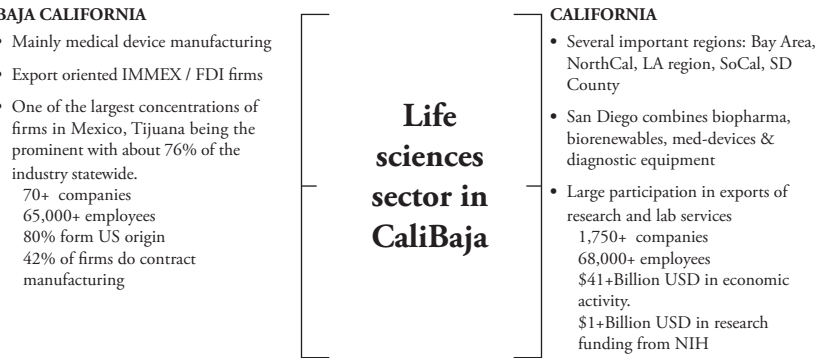 BAJA CALIFORNIA
• Mainly medical device manufacturing
• Export oriented IMMEX / FDI firms
• One of the largest concentrations of
firms in Mexico, Tijuana being the
prominent with about 76% of the
industry statewide.
70+ companies
65,000+ employees
80% form US origin
42% of firms do contract
manufacturing
Life
sciences
sector in
CaliBaja
CALIFORNIA
• Several important regions: Bay Area,
NorthCal, LA region, SoCal, SD
County
• San Diego combines biopharma,
biorenewables, med-devices &
diagnostic equipment
• Large participation in exports of
research and lab services
1,750+ companies
68,000+ employees
$41+Billion USD in economic
activity.
$1+Billion USD in research
funding from NIH